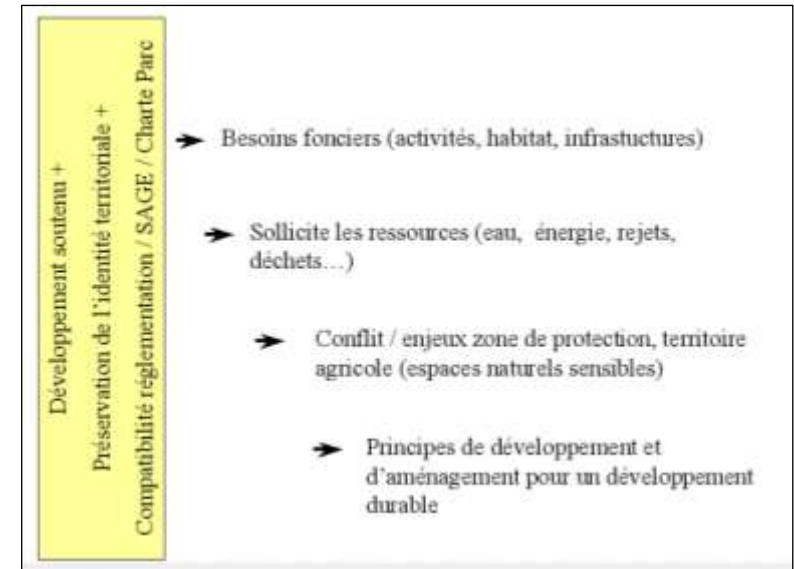 Développement soutenu +
Préservation de l'identité territoriale +
Compatibilité réglementation / SAGE / Charte Parc
Besoins fonciers (activités, habitat, infrastuctures)
Sollicite les ressources (eau, énergie, rejets,
déchets…)
Conflit / enjeux zone de protection, territoire
agricole (espaces naturels sensibles)
Principes de développement et
d'aménagement pour un développement
durable